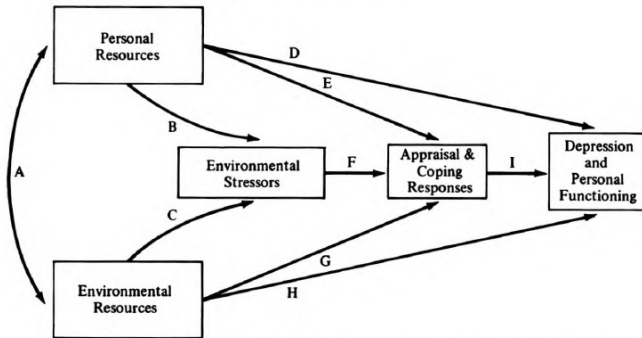 Personal
Resources
D
E
B
A
Environmental
Stressors
F
Appraisal &
Coping
Responses
I
Depression
and
Personal
Functioning
C
G
H
Environmental
Resources